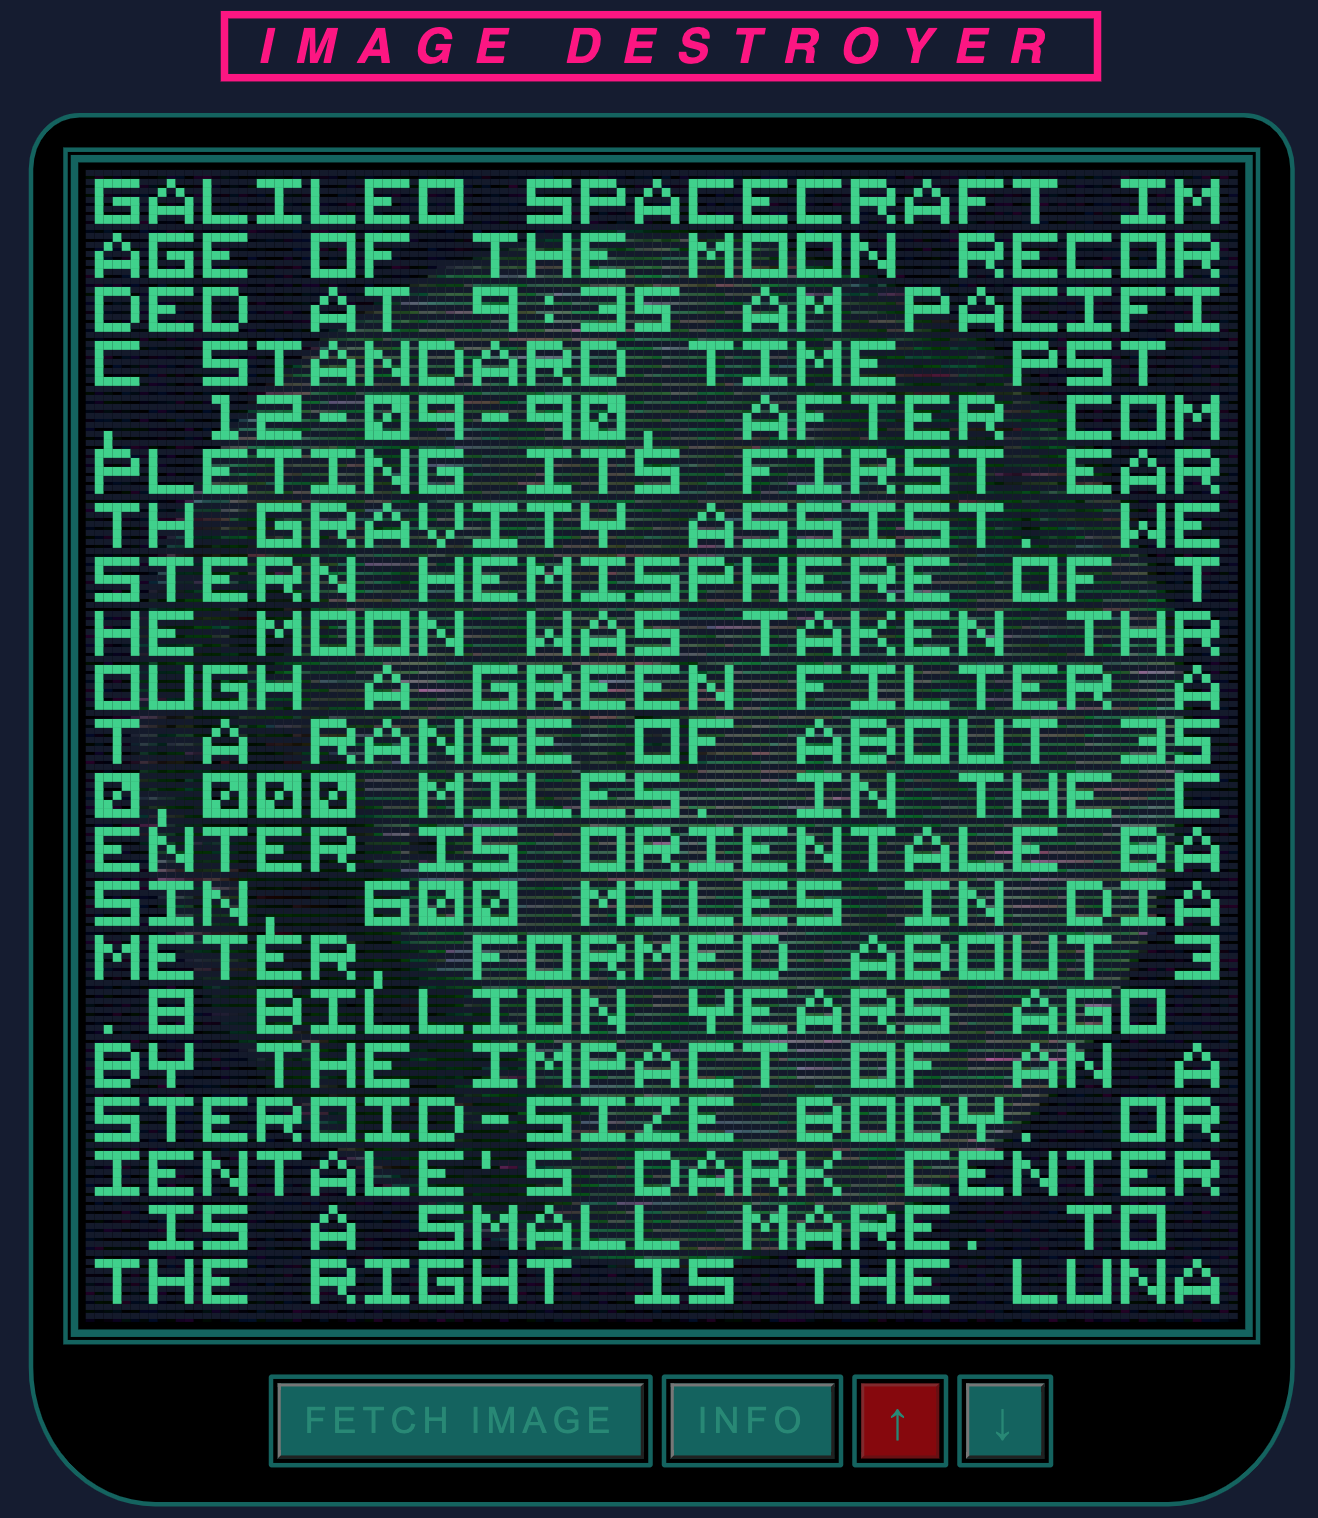 IMAGE DESTROYER
GALILEO SPACECRAFT IM
AGE OF THE MOON RECOR
DED AT 9:35 AM PACIFI
C STANDARD TIME  PST
, 12-09-90, AFTER COM
PLETING ITS FIRST EAR
TH GRAVITY ASSIST. WE
STERN HEMISPHERE OF T
HE MOON WAS TAKEN THR
OUGH A GREEN FILTER A
T A RANGE OF ABOUT 35
0,000 MILES. IN THE C
ENTER IS ORIENTALE BA
SIN, 600 MILES IN DIA
METER, FORMED ABOUT 3
.8 BILLION YEARS AGO
BY THE IMPACT OF AN A
STEROID-SIZE BODY. OR
IENTALE'S DARK CENTER
IS A SMALL MARE. TO
THE RIGHT IS THE LUNA
FETCH IMAGE INFO ↑ ↓